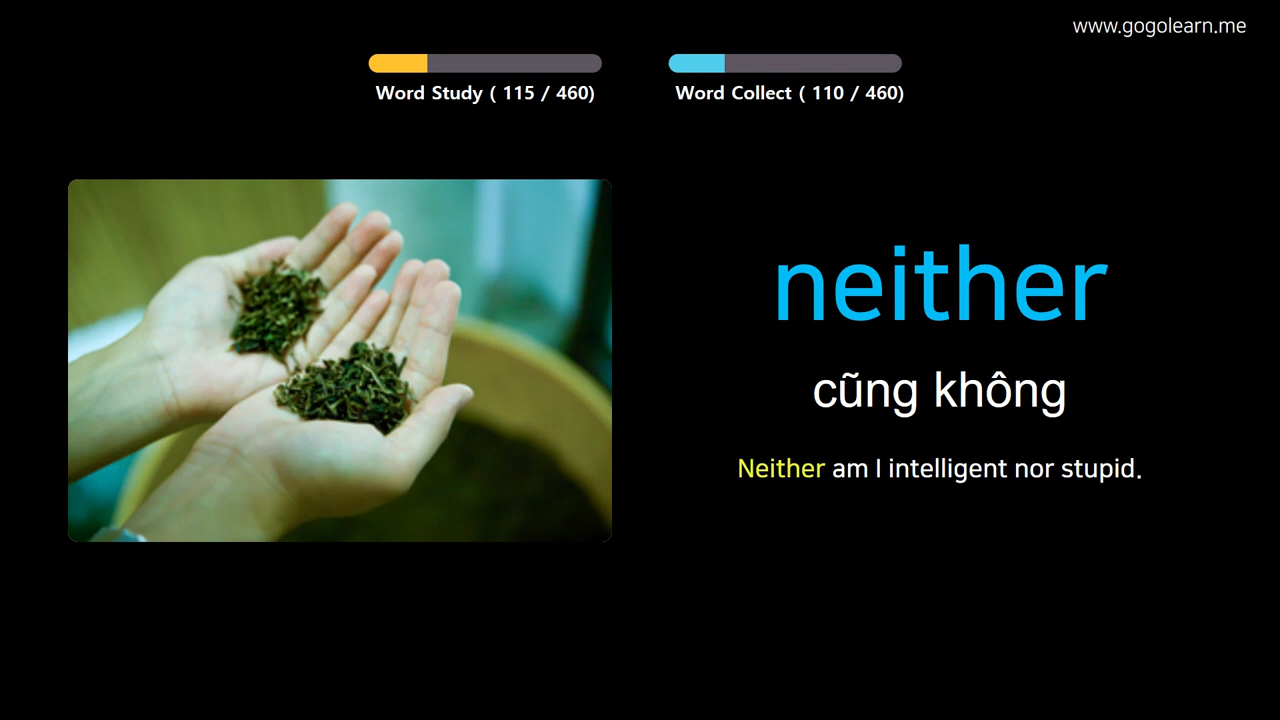 www.gogolearn.me
Word Study ( 115 / 460)
Word Collect ( 110 / 460)
neither
cũng không
Neither am I intelligent nor stupid.